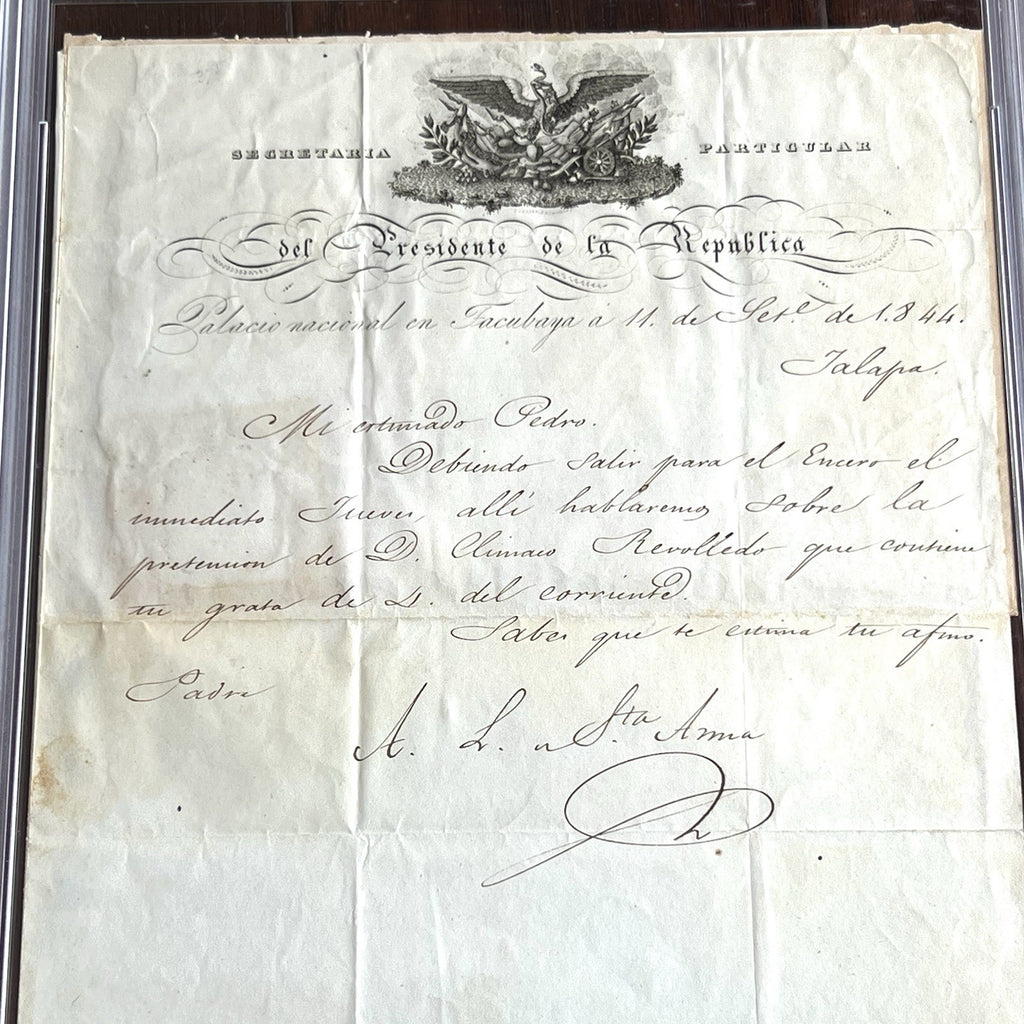 SECRETARIA PARTICULAR
del Presidente de la Republica
Palacio nacional en Tacubaya á 11. de Sete. de 1.844.
Jalapa.
Mi estimado Pedro.
Debiendo salir para el Encero el
immediato Jueves, allí hablaremos sobre la
pretension de D. Climaco Revolledo que contiene
tu grata de 4. del corriente.
Sabes que te estima tu afmo.
Padre
A. L. de Sta. Anna